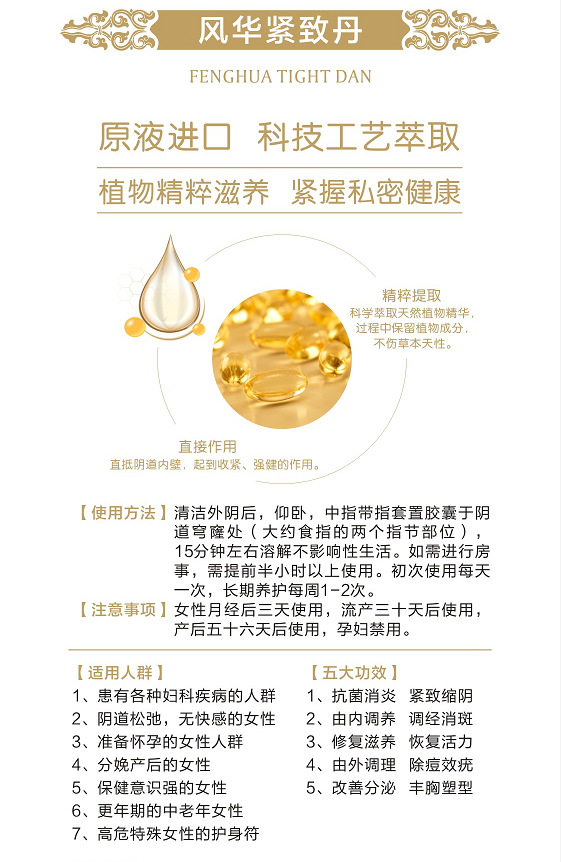 风华紧致丹
FENGHUA TIGHT DAN
原液进口 科技工艺萃取
植物精粹滋养 紧握私密健康
精粹提取
科学萃取天然植物精华，
过程中保留植物成分，
不伤草本天性。
直接作用
直抵阴道内壁，起到收紧、强健的作用。
【使用方法】清洁外阴后，仰卧，中指带指套置胶囊于阴
道穹窿处（大约食指的两个指节部位），
15分钟左右溶解不影响性生活。如需进行房
事，需提前半小时以上使用。初次使用每天
一次，长期养护每周1-2次。
【注意事项】女性月经后三天使用，流产三十天后使用，
产后五十六天后使用，孕妇禁用。
【适用人群】
1、患有各种妇科疾病的人群
2、阴道松弛，无快感的女性
3、准备怀孕的女性人群
4、分娩产后的女性
5、保健意识强的女性
6、更年期的中老年女性
7、高危特殊女性的护身符
【五大功效】
1、抗菌消炎 紧致缩阴
2、由内调养 调经消斑
3、修复滋养 恢复活力
4、由外调理 除痘效疣
5、改善分泌 丰胸塑型